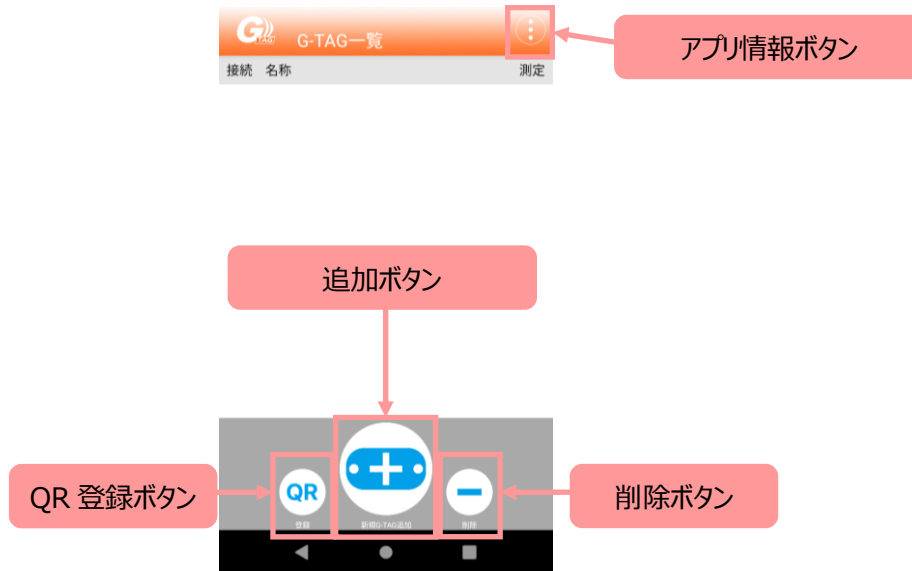 G TAG
G-TAG一覧
アプリ情報ボタン
接続 名称 測定
追加ボタン
QR 登録ボタン
QR
登録
新規G-TAG追加
削除
削除ボタン